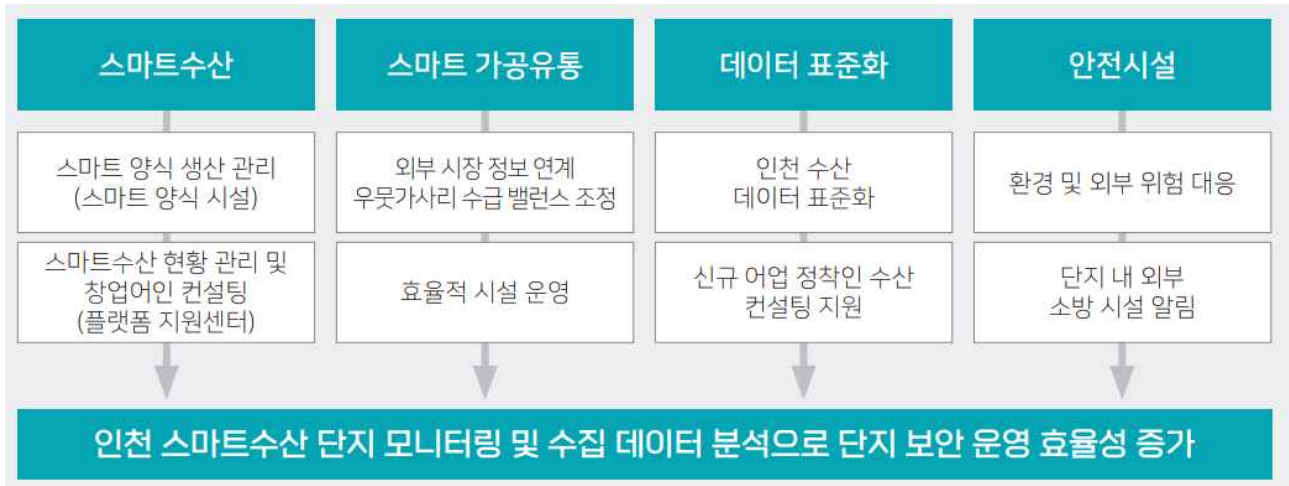 스마트수산
스마트 가공유통
데이터 표준화
안전시설
스마트 양식 생산 관리
(스마트 양식 시설)
외부 시장 정보 연계
우뭇가사리 수급 밸런스 조정
인천 수산
데이터 표준화
환경 및 외부 위험 대응
스마트수산 현황 관리 및
창업어인 컨설팅
(플랫폼 지원센터)
효율적 시설 운영
신규 어업 정착인 수산
컨설팅 지원
단지 내 외부
소방 시설 알림
인천 스마트수산 단지 모니터링 및 수집 데이터 분석으로 단지 보안 운영 효율성 증가